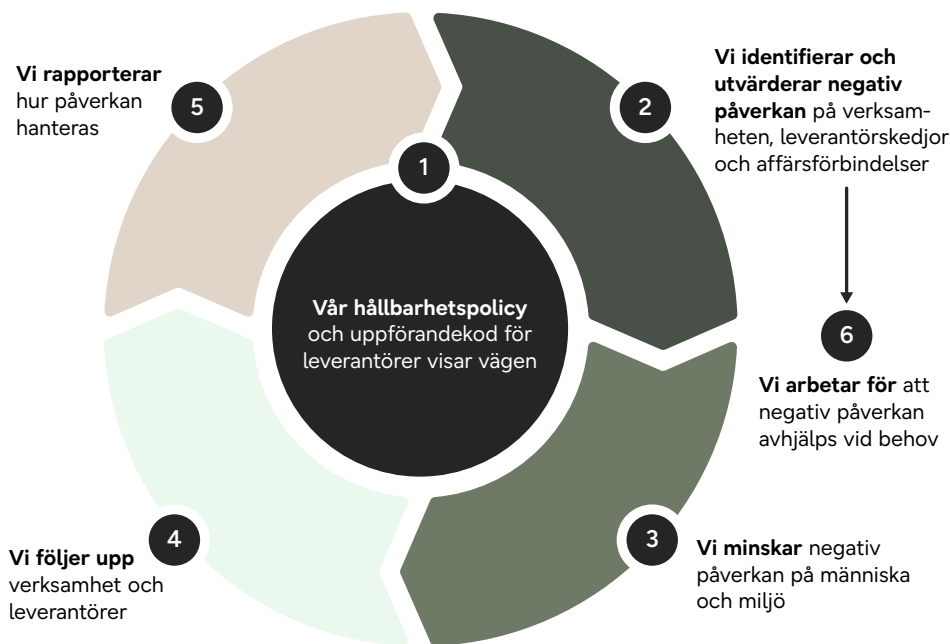 1
Vår hållbarhetspolicy
och uppförandekod för
leverantörer visar vägen
2
Vi identifierar och
utvärderar negativ
påverkan på verksam-
heten, leverantörskedjor
och affärsförbindelser
3
Vi minskar negativ
påverkan på människa
och miljö
4
Vi följer upp
verksamhet och
leverantörer
5
Vi rapporterar
hur påverkan
hanteras
6
Vi arbetar för att
negativ påverkan
avhjälps vid behov